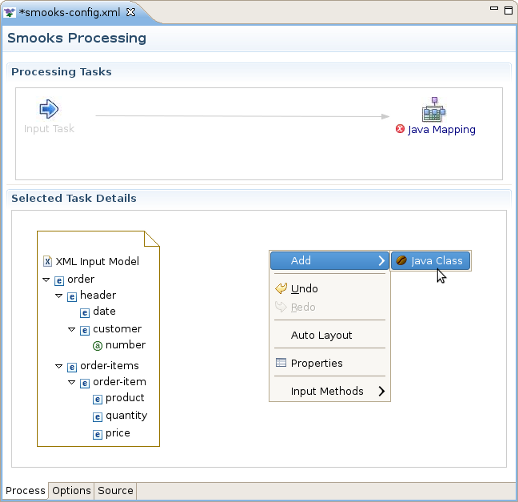 *smooks-config.xml
Smooks Processing
Processing Tasks
Input Task
Java Mapping
Selected Task Details
XML Input Model
order
header
date
customer
number
order-items
order-item
product
quantity
price
Add
Java Class
Undo
Redo
Auto Layout
Properties
Input Methods
Process Options Source